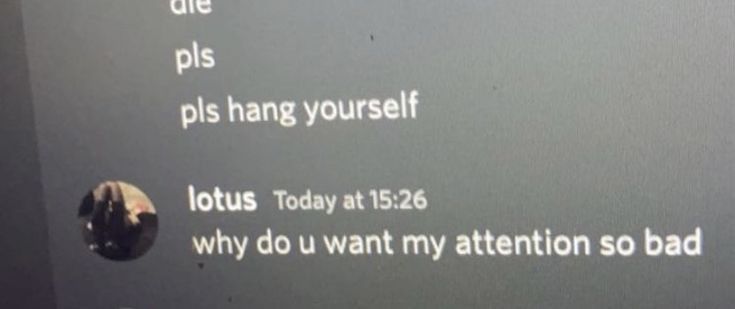 die
pls
pls hang yourself
lotus Today at 15:26
why do u want my attention so bad